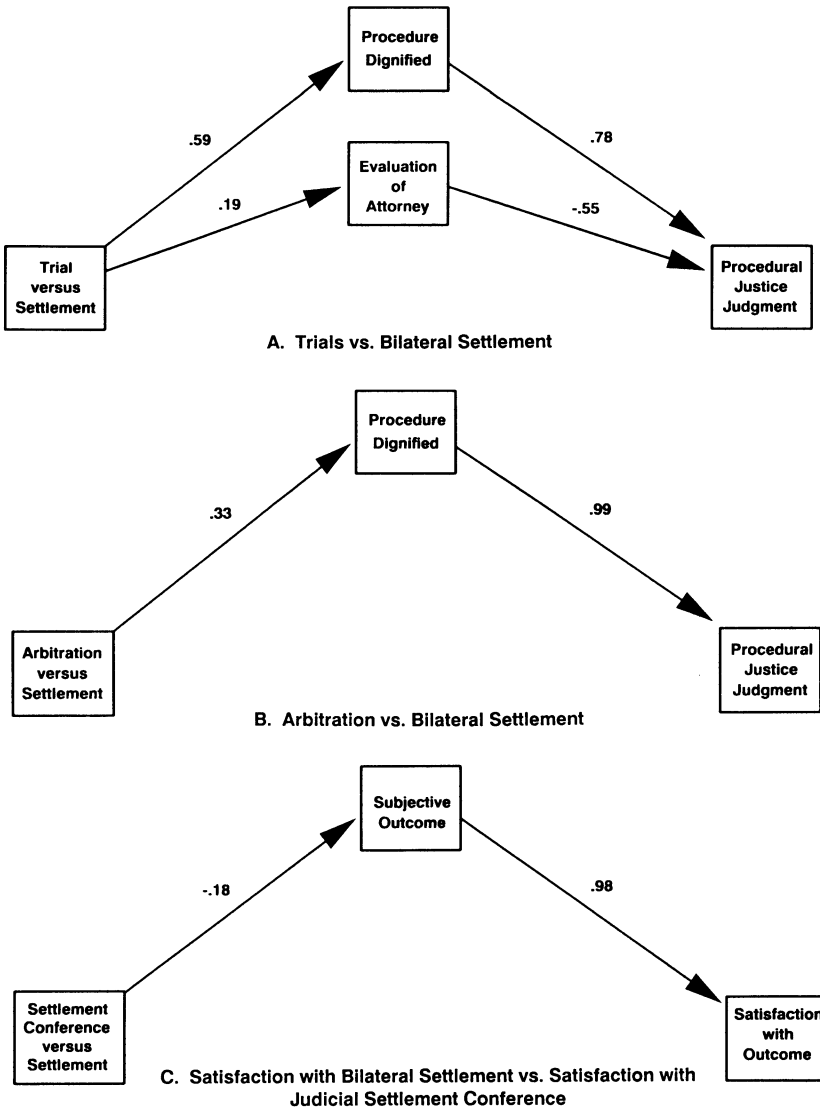 Procedure
Dignified
.59
.78
Evaluation
of
Attorney
.19
-.55
Trial
versus
Settlement
Procedural
Justice
Judgment
A. Trials vs. Bilateral Settlement
Procedure
Dignified
.33
.99
Arbitration
versus
Settlement
Procedural
Justice
Judgment
B. Arbitration vs. Bilateral Settlement
Subjective
Outcome
-.18
.98
Settlement
Conference
versus
Settlement
Satisfaction
with
Outcome
C. Satisfaction with Bilateral Settlement vs. Satisfaction with
Judicial Settlement Conference